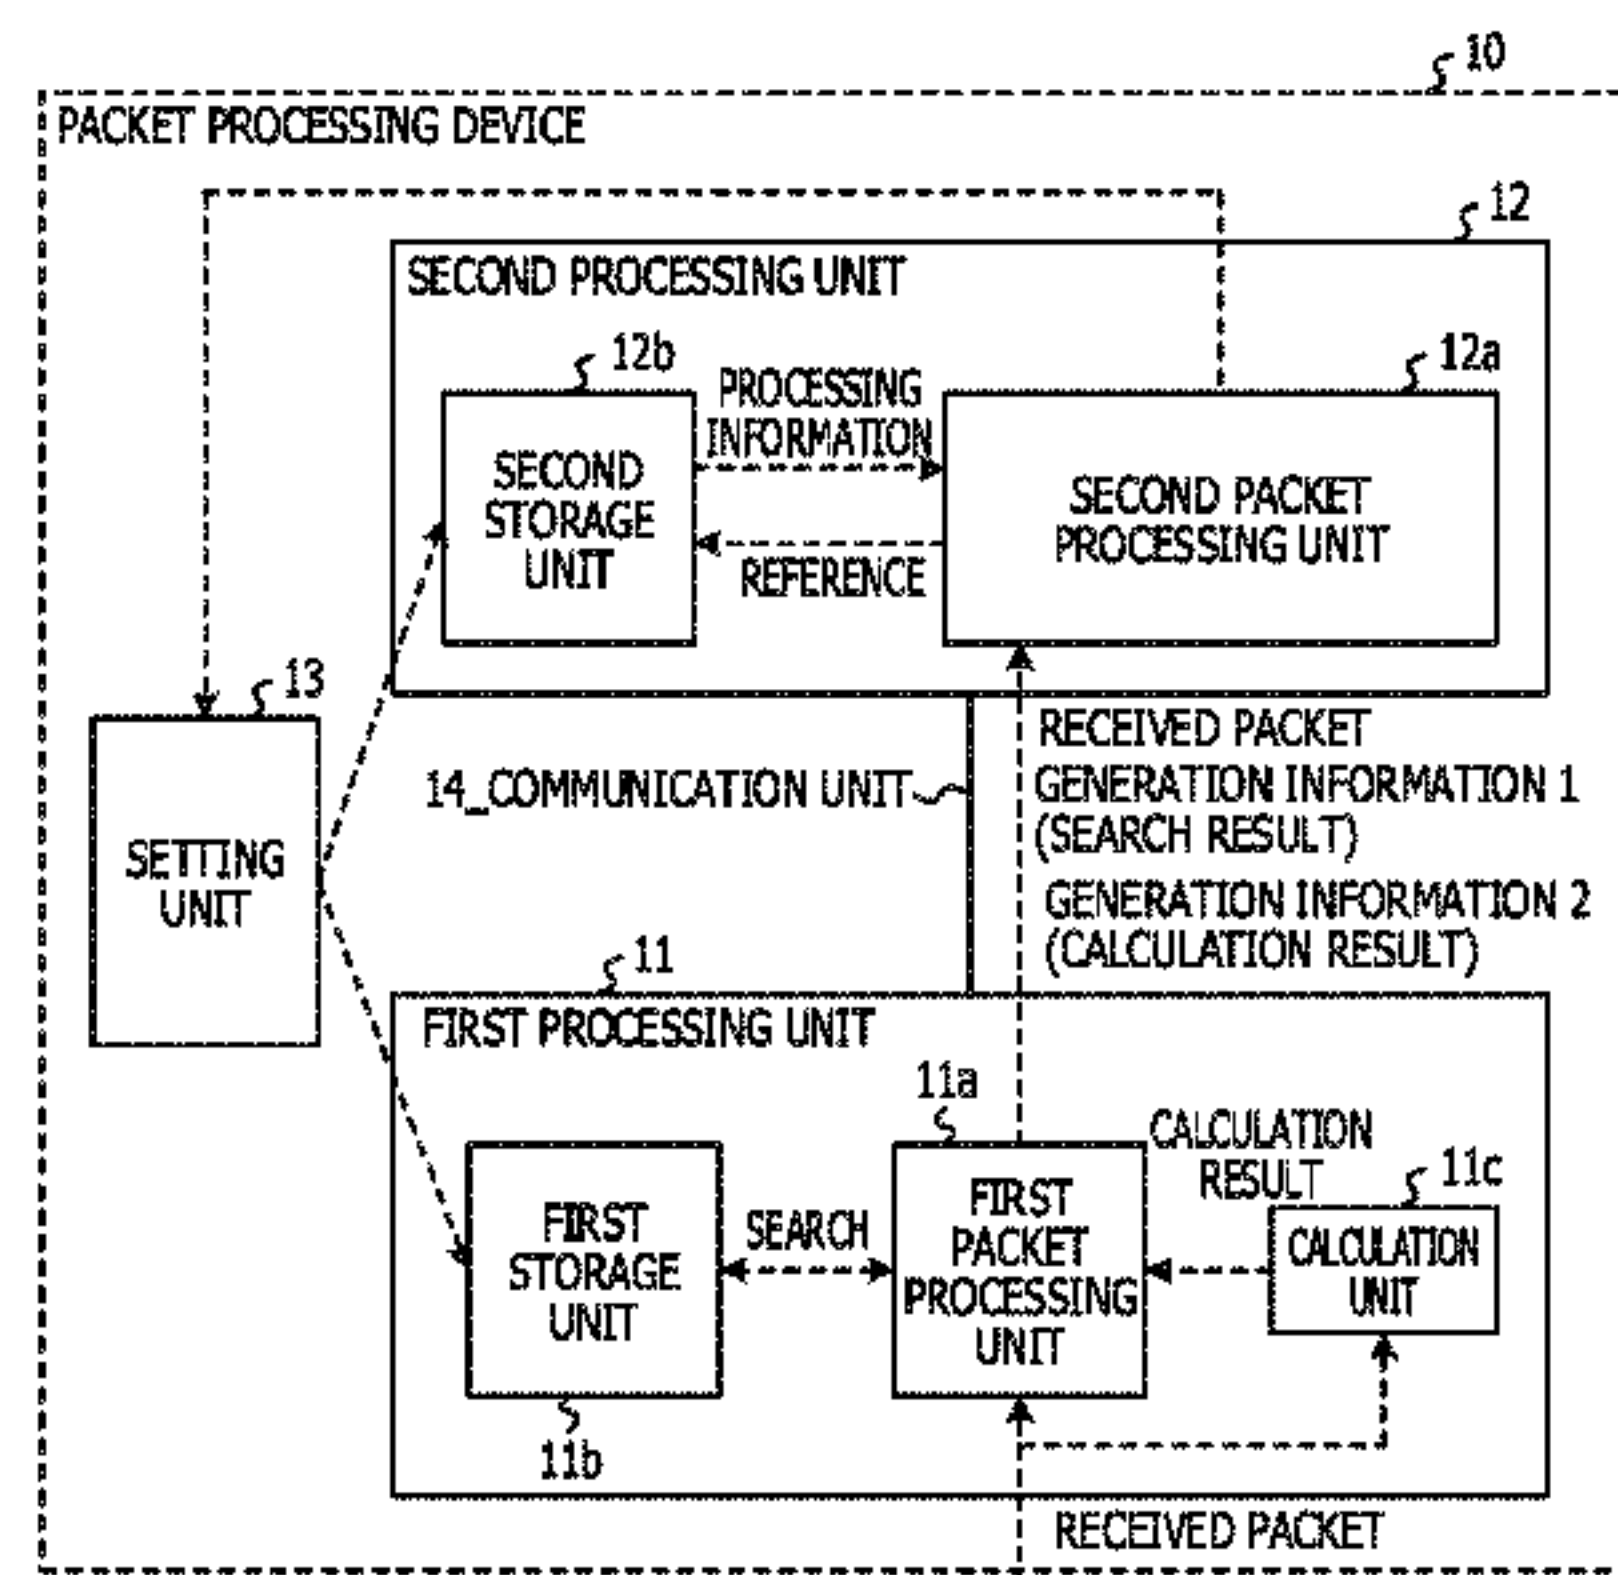 10
PACKET PROCESSING DEVICE
12
SECOND PROCESSING UNIT
12b
12a
PROCESSING
INFORMATION
SECOND
STORAGE
UNIT
SECOND PACKET
PROCESSING UNIT
REFERENCE
13
SETTING
UNIT
14_COMMUNICATION UNIT
RECEIVED PACKET
GENERATION INFORMATION 1
(SEARCH RESULT)
GENERATION INFORMATION 2
(CALCULATION RESULT)
11
FIRST PROCESSING UNIT
11a
CALCULATION
RESULT
11c
FIRST
STORAGE
UNIT
SEARCH
FIRST
PACKET
PROCESSING
UNIT
CALCULATION
UNIT
11b
RECEIVED PACKET